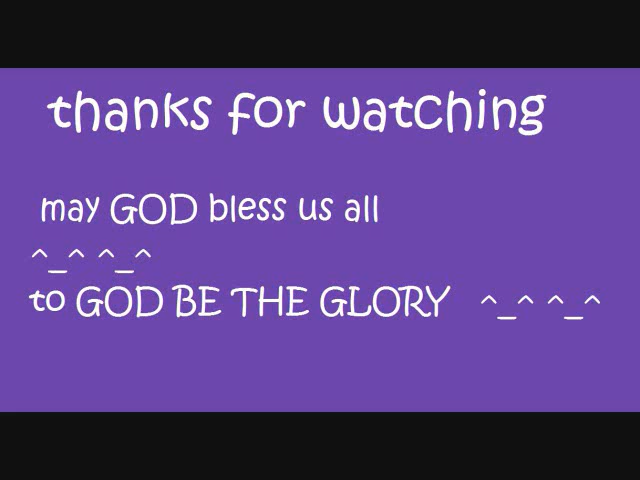 thanks for watching
may GOD bless us all
^_^ ^_^
to GOD BE THE GLORY ^_^ ^_^